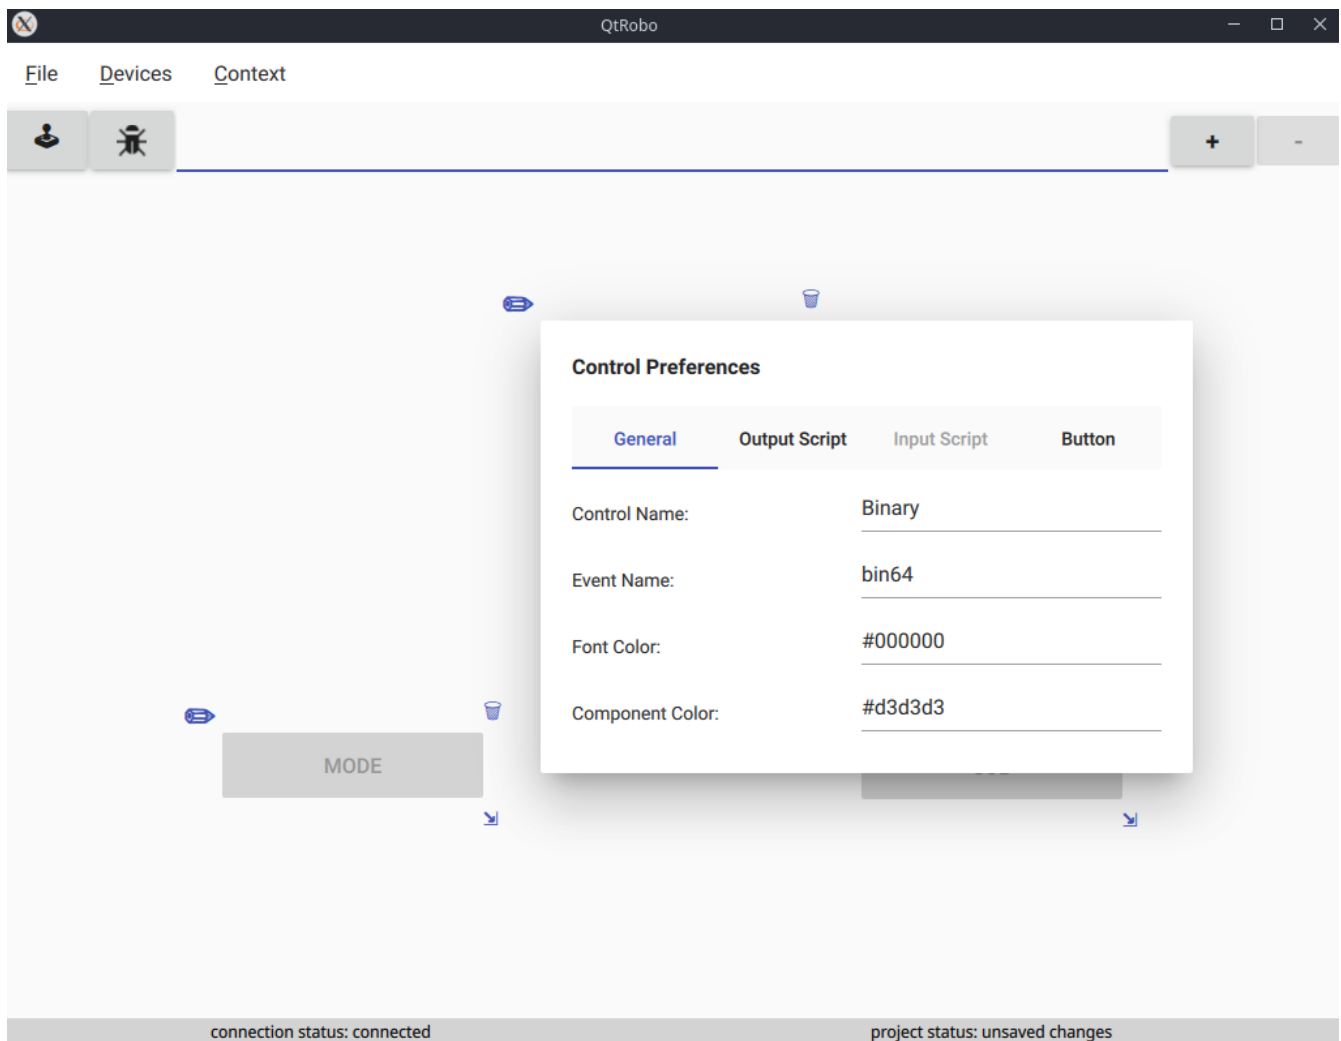 QtRobo
File Devices Context
+ -
Control Preferences
General Output Script Input Script Button
Control Name: Binary
Event Name: bin64
Font Color: #000000
Component Color: #d3d3d3
MODE
connection status: connected project status: unsaved changes